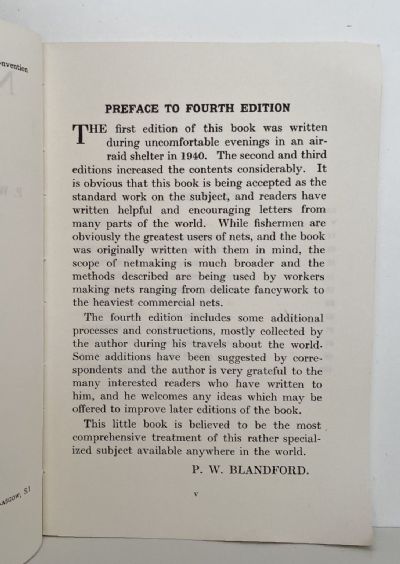 nvention
PREFACE TO FOURTH EDITION
THE first edition of this book was written
during uncomfortable evenings in an air-
raid shelter in 1940. The second and third
editions increased the contents considerably. It
is obvious that this book is being accepted as the
standard work on the subject, and readers have
written helpful and encouraging letters from
many parts of the world. While fishermen are
obviously the greatest users of nets, and the book
was originally written with them in mind, the
scope of netmaking is much broader and the
methods described are being used by workers
making nets ranging from delicate fancywork to
the heaviest commercial nets.
The fourth edition includes some additional
processes and constructions, mostly collected by
the author during his travels about the world.
Some additions have been suggested by corre-
spondents and the author is very grateful to the
many interested readers who have written to
him, and he welcomes any ideas which may be
offered to improve later editions of the book.
This little book is believed to be the most
comprehensive treatment of this rather special-
ized subject available anywhere in the world.
P. W. BLANDFORD.
v